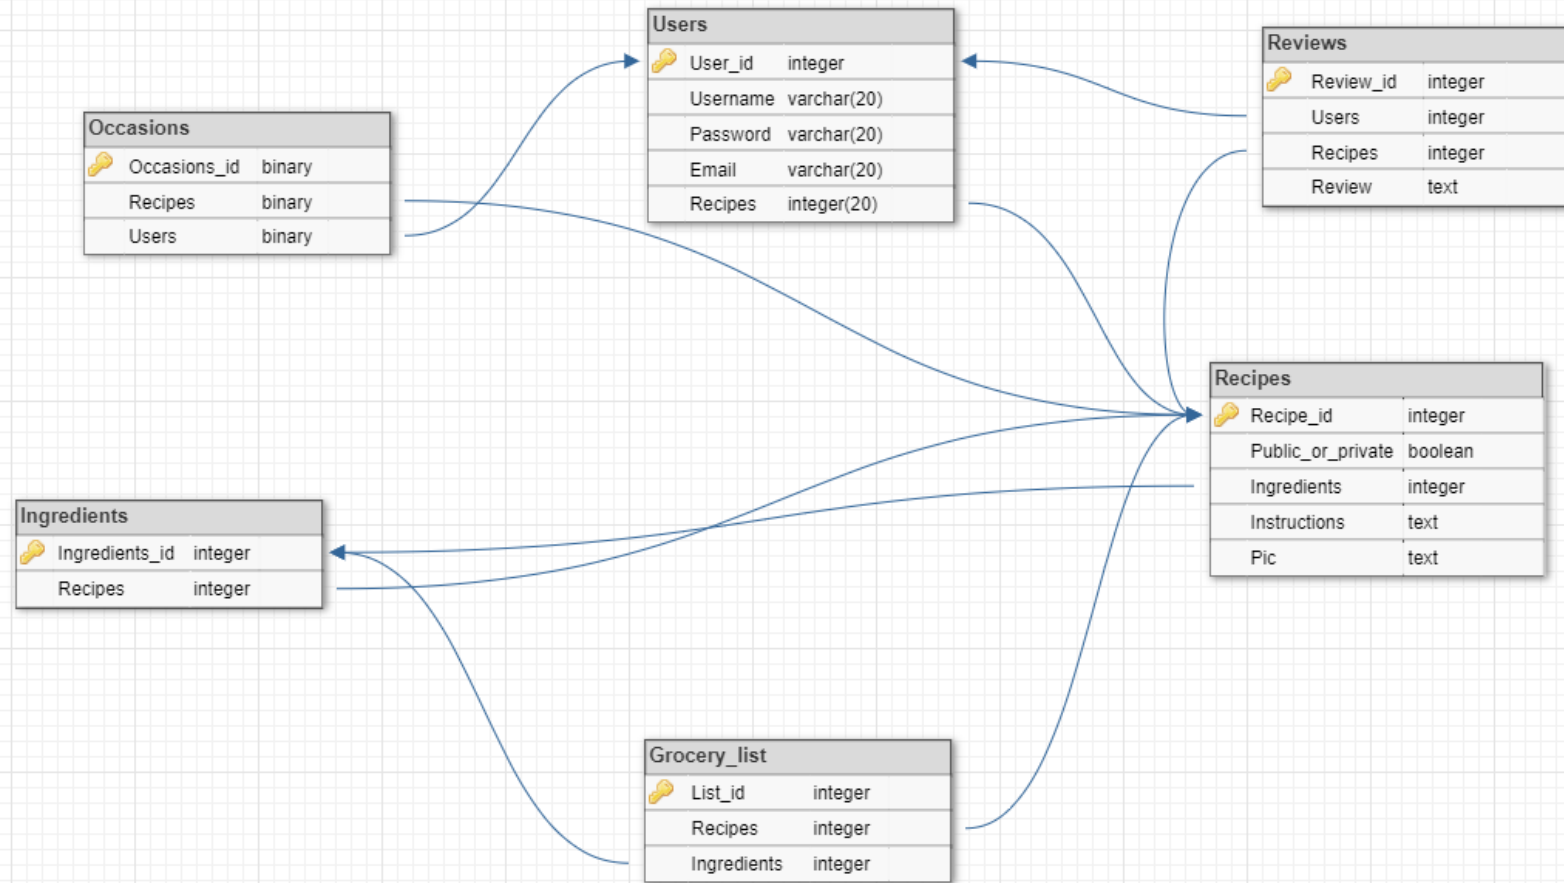 Users
User_id integer
Username varchar(20)
Password varchar(20)
Email varchar(20)
Recipes integer(20)
Reviews
Review_id integer
Users integer
Recipes integer
Review text
Occasions
Occasions_id binary
Recipes binary
Users binary
Recipes
Recipe_id integer
Public_or_private boolean
Ingredients integer
Instructions text
Pic text
Ingredients
Ingredients_id integer
Recipes integer
Grocery_list
List_id integer
Recipes integer
Ingredients integer